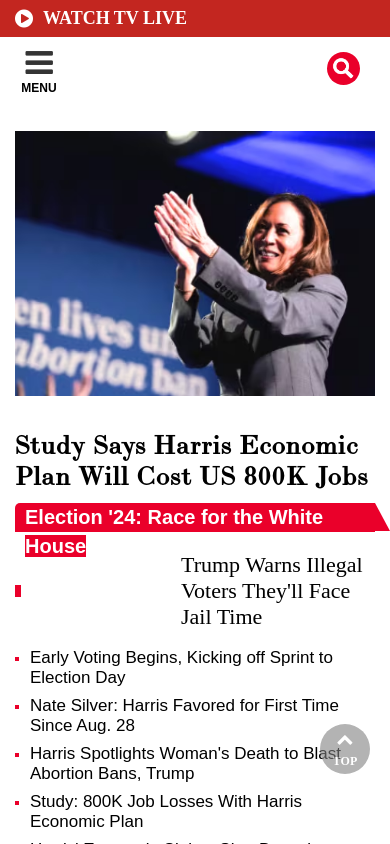 WATCH TV LIVE
MENU
en lives un
abortion ban
Study Says Harris Economic
Plan Will Cost US 800K Jobs
Election '24: Race for the White
House
Trump Warns Illegal
Voters They'll Face
Jail Time
Early Voting Begins, Kicking off Sprint to
Election Day
Nate Silver: Harris Favored for First Time
Since Aug. 28
Harris Spotlights Woman's Death to Blast
Abortion Bans, Trump
TOP
Study: 800K Job Losses With Harris
Economic Plan